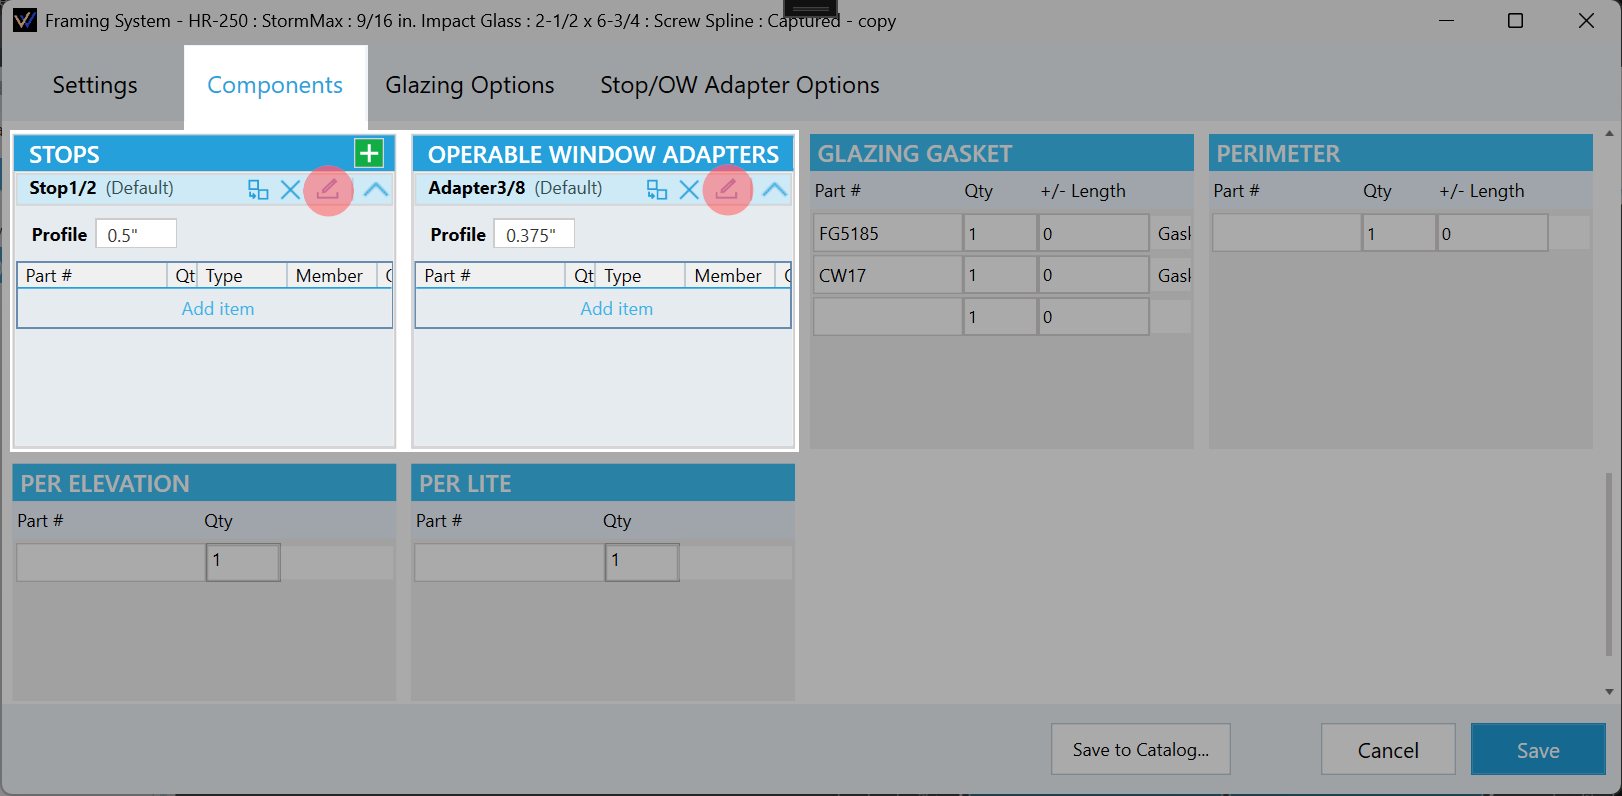 Framing System - HR-250 : StormMax : 9/16 in. Impact Glass : 2-1/2 x 6-3/4 : Screw Spline : Captured - copy
Settings Components Glazing Options Stop/OW Adapter Options
STOPS
Stop1/2 (Default)
Profile 0.5"
Part # Qt Type Member
Add item
OPERABLE WINDOW ADAPTERS
Adapter3/8 (Default)
Profile 0.375"
Part # Qt Type Member
Add item
GLAZING GASKET
Part # Qty +/- Length
FG5185 1 0 Gask
CW17 1 0 Gask
1 0
PERIMETER
Part # Qty +/- Length
1 0
PER ELEVATION
Part # Qty
1
PER LITE
Part # Qty
1
Save to Catalog... Cancel Save